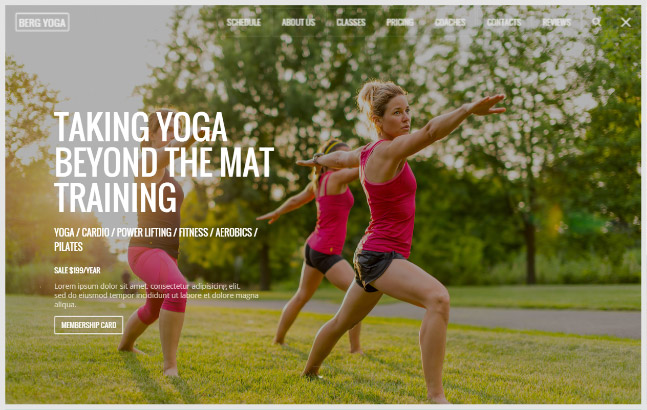 BERG YOGA
SCHEDULE ABOUT US CLASSES PRICING COACHES CONTACTS REVIEWS
TAKING YOGA
BEYOND THE MAT
TRAINING
YOGA / CARDIO / POWER LIFTING / FITNESS / AEROBICS /
PILATES
SALE $199/YEAR
Lorem ipsum dolor sit amet, consectetur adipisicing elit,
sed do eiusmod tempor incididunt ut labore et dolore magna
aliqua.
MEMBERSHIP CARD